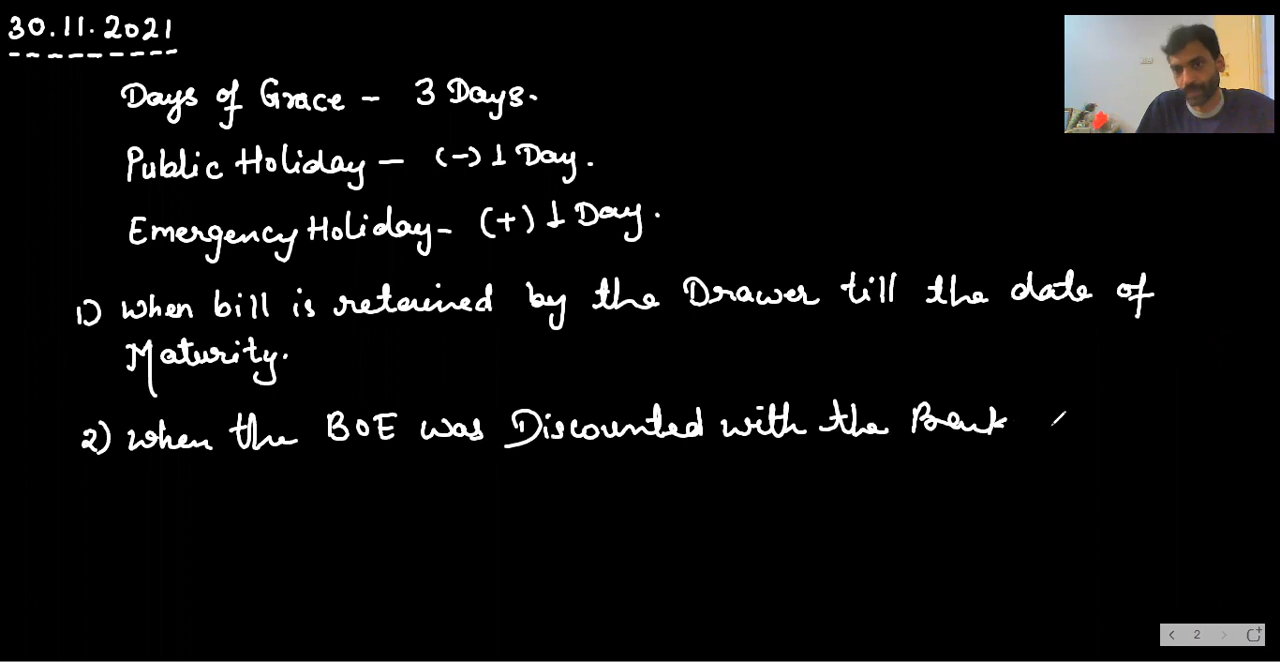 30.11.2021
Days of Grace - 3 Days.
Public Holiday - (-) 1 Day.
Emergency Holiday - (+) 1 Day.
1) When bill is retained by the Drawer till the date of
Maturity.
2) When the BOE was Discounted with the Bank
2